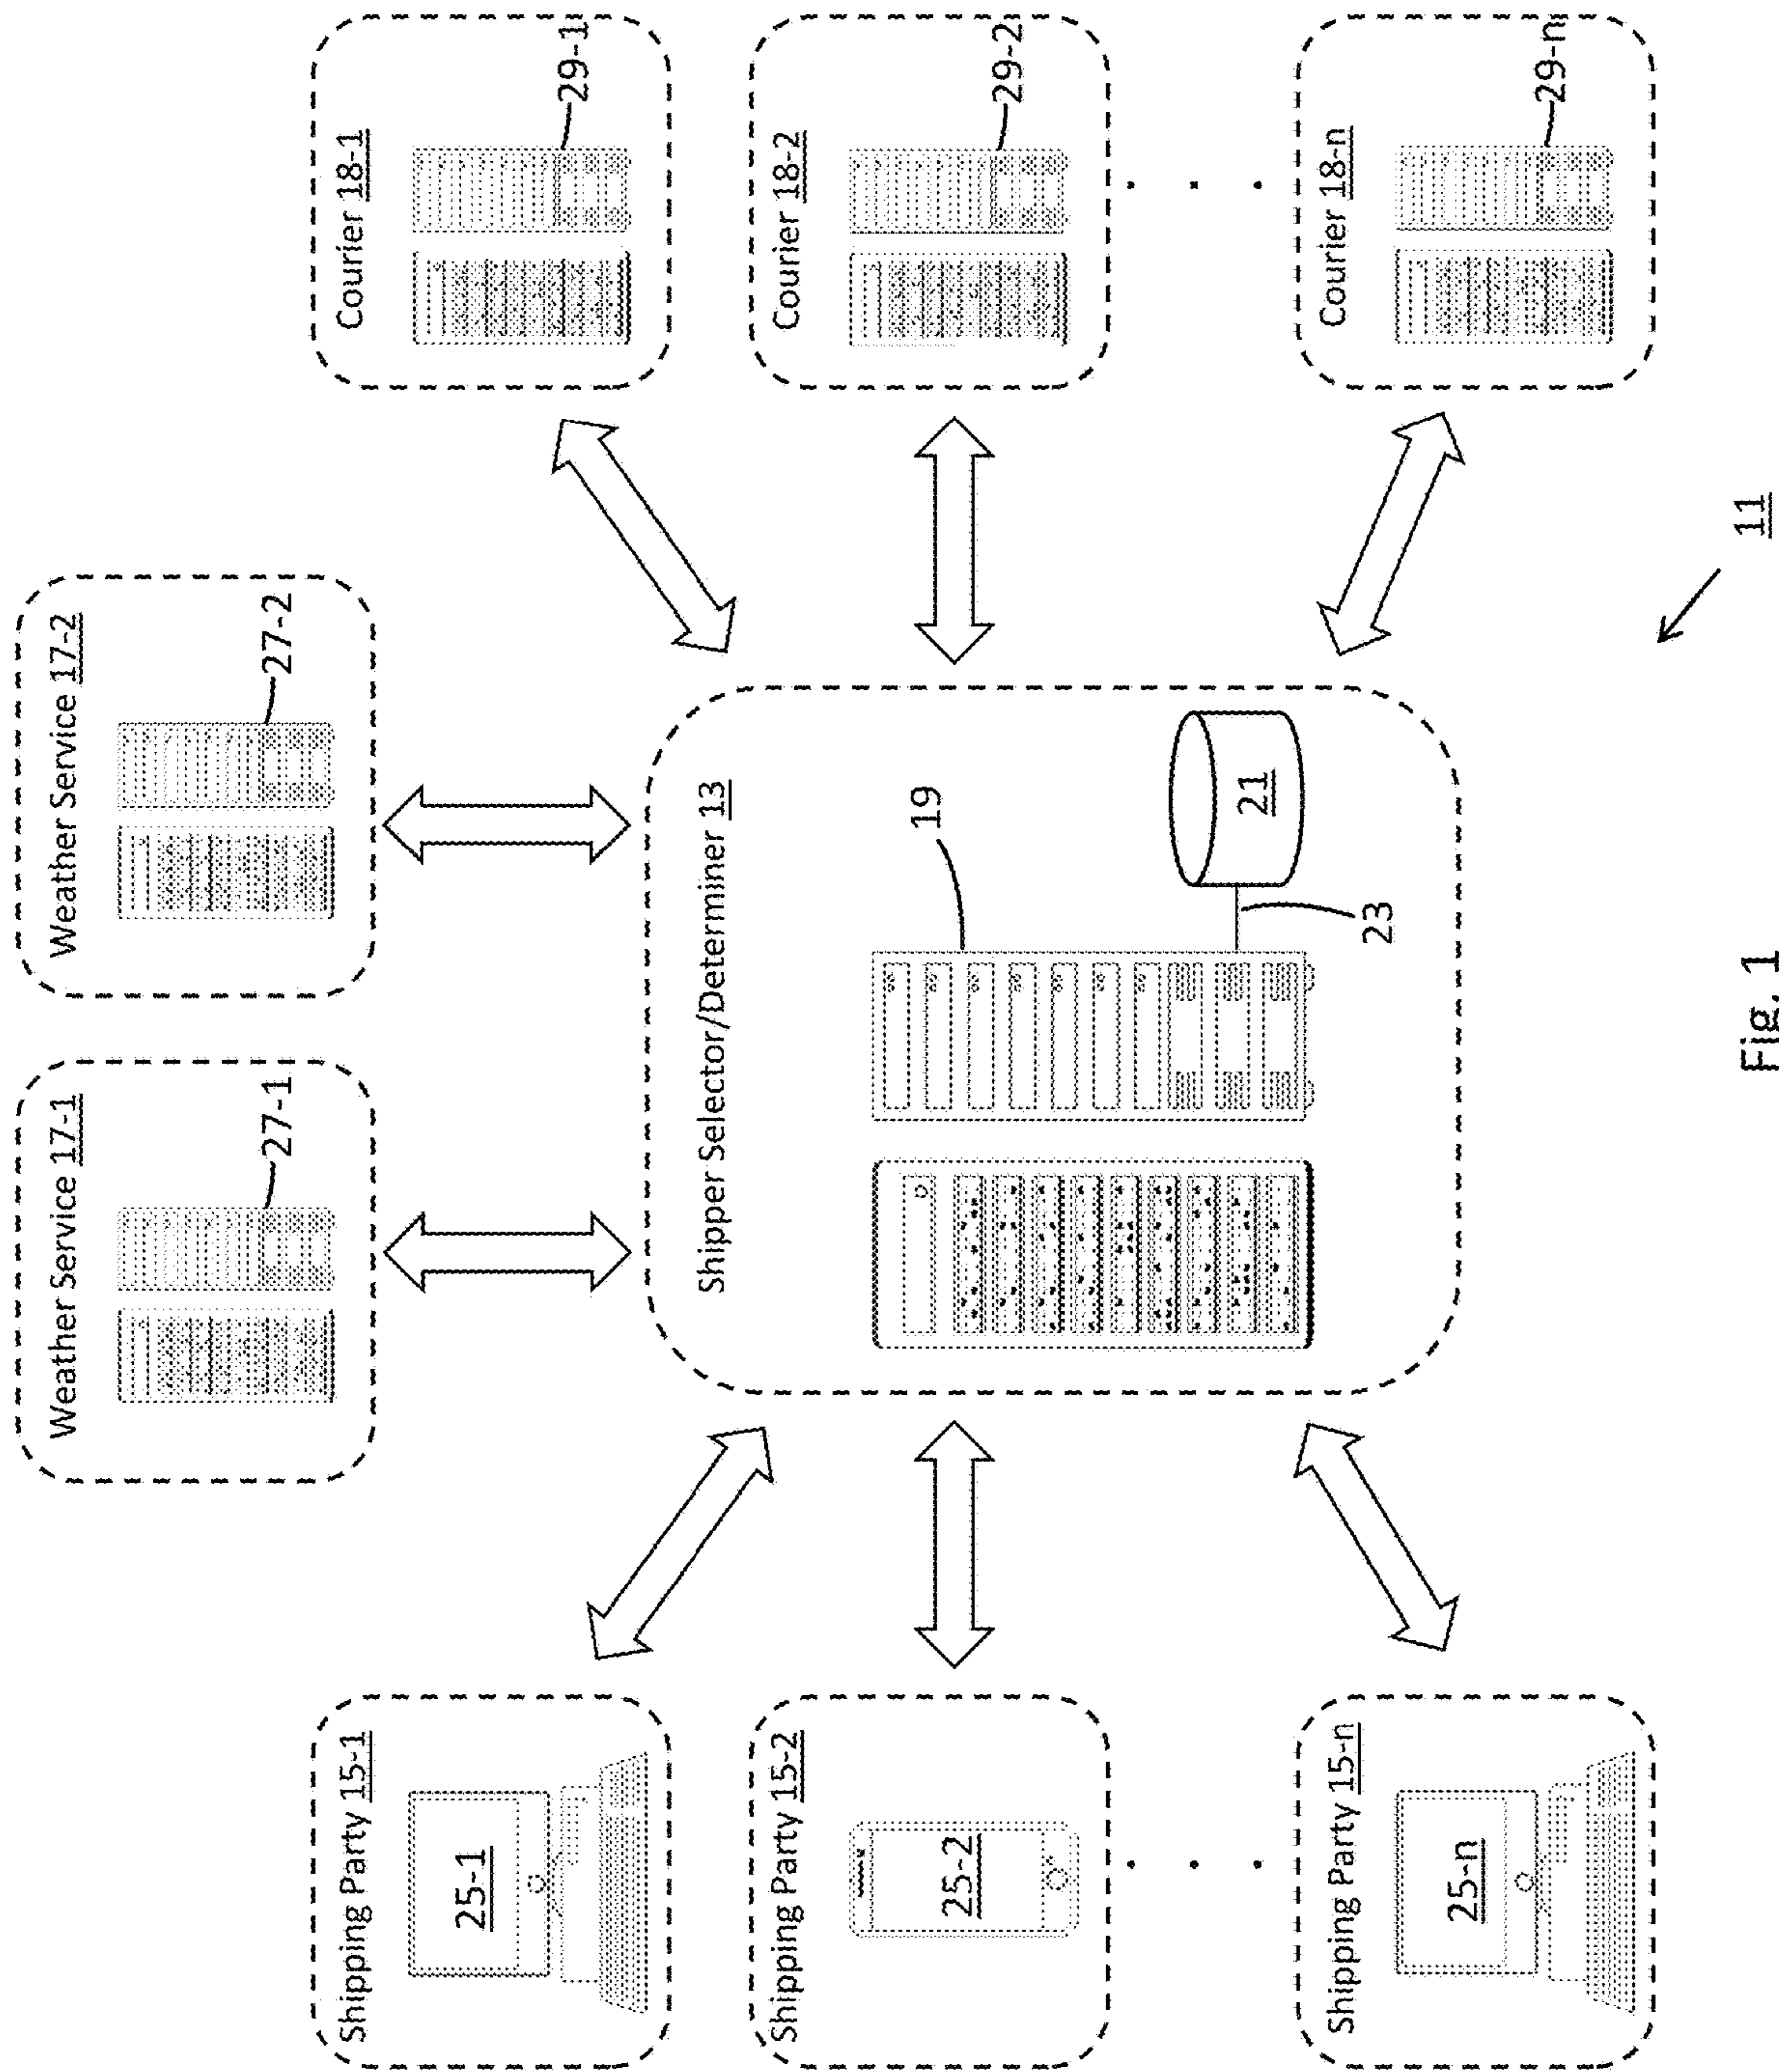 Weather Service 17-1
27-1
Weather Service 17-2
27-2
Shipping Party 15-1
25-1
Shipping Party 15-2
25-2
. . .
Shipping Party 15-n
25-n
Shipper Selector/Determiner 13
19
21
23
Courier 18-1
29-1
Courier 18-2
29-2
. . .
Courier 18-n
29-n
11
Fig. 1